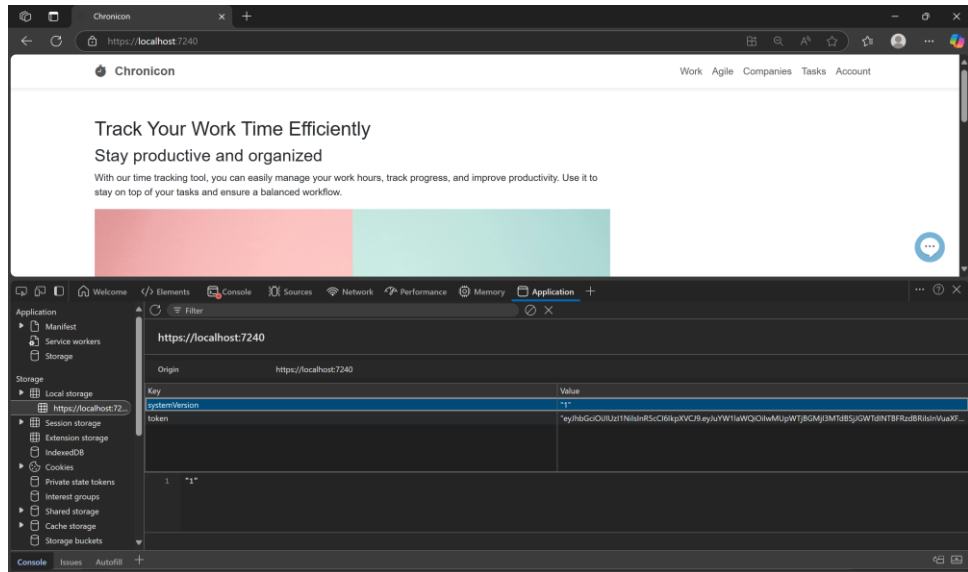 Chronicon
https://localhost:7240
Chronicon
Work Agile Companies Tasks Account
Track Your Work Time Efficiently
Stay productive and organized
With our time tracking tool, you can easily manage your work hours, track progress, and improve productivity. Use it to
stay on top of your tasks and ensure a balanced workflow.
Welcome Elements Console Sources Network Performance Memory Application
Application
Manifest
Service workers
Storage
Storage
Local storage
https://localhost:72...
Session storage
Extension storage
IndexedDB
Cookies
Private state tokens
Interest groups
Shared storage
Cache storage
Storage buckets
Filter
https://localhost:7240
Origin https://localhost:7240
Key Value
systemVersion "1"
token
1 "1"
Console Issues Autofill